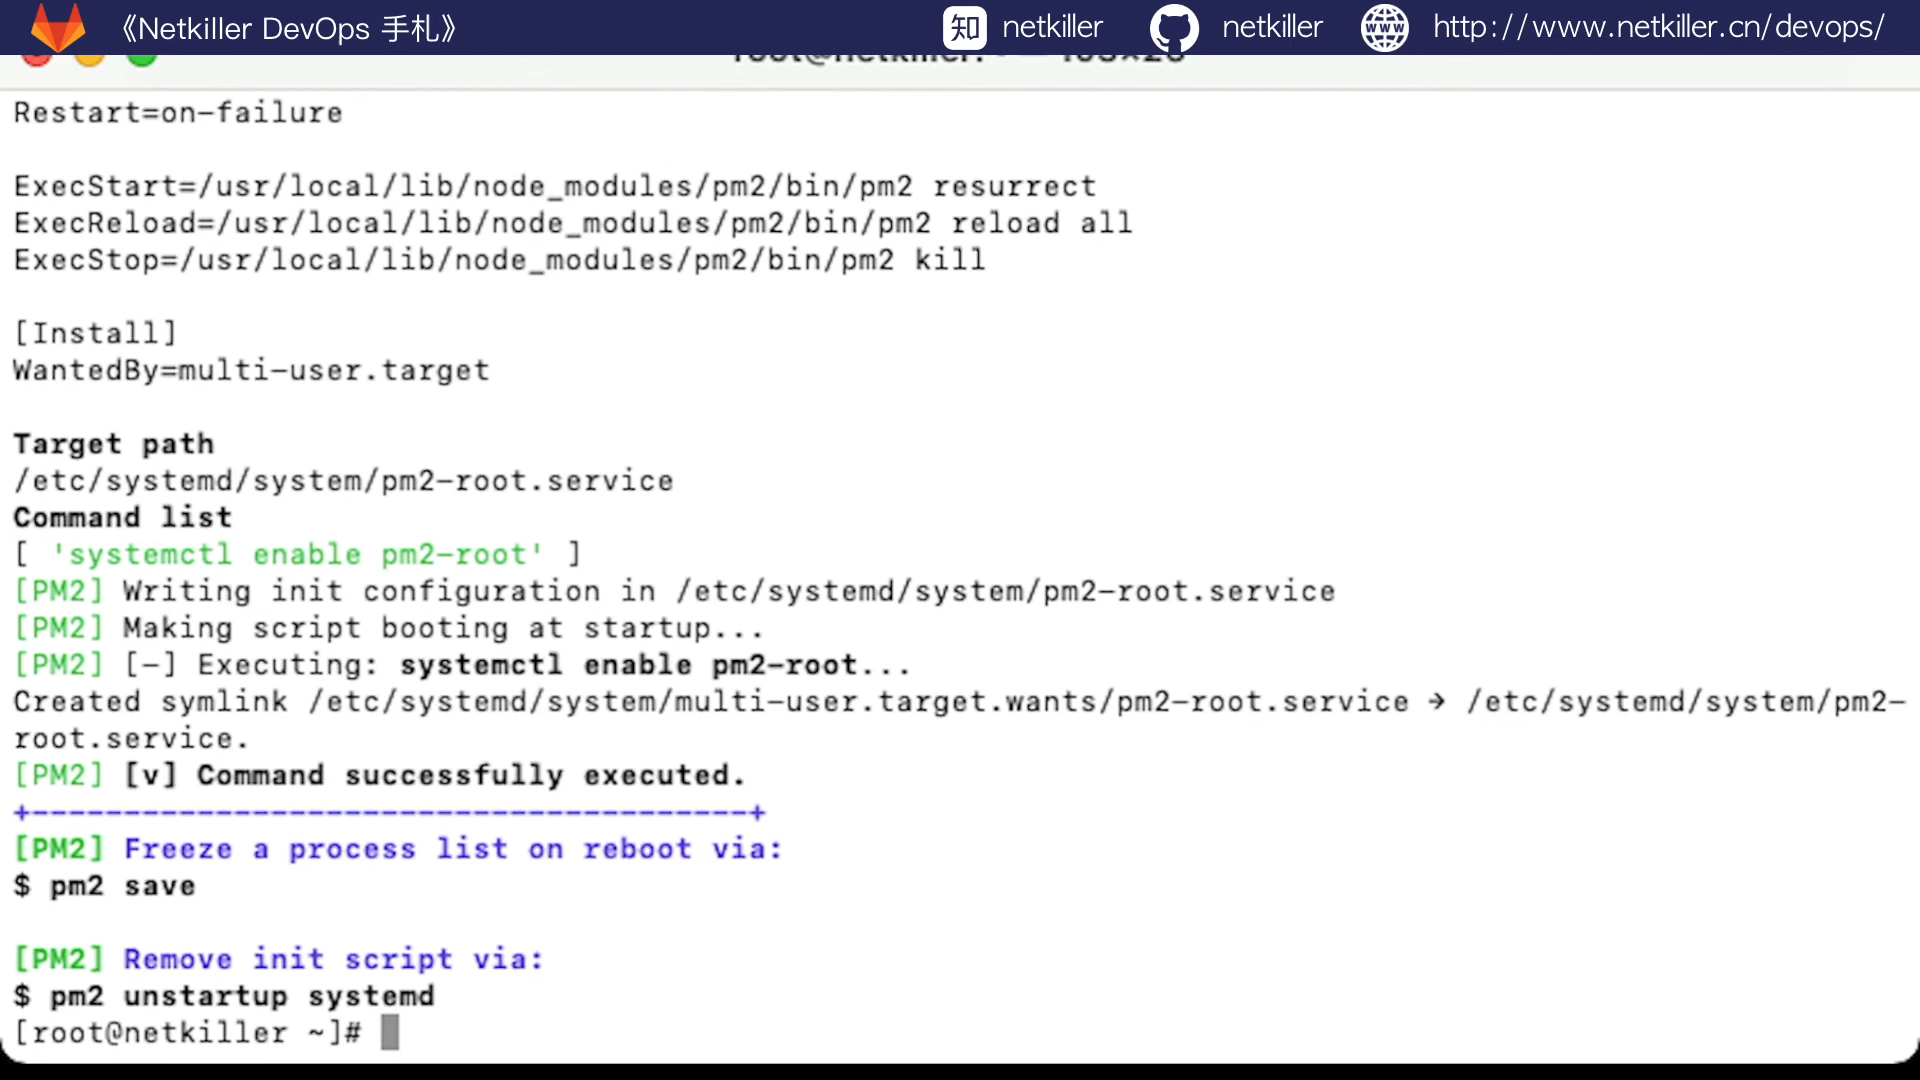 《Netkiller DevOps 手札》
知 netkiller
netkiller
WWW http://www.netkiller.cn/devops/
Restart=on-failure
ExecStart=/usr/local/lib/node_modules/pm2/bin/pm2 resurrect
ExecReload=/usr/local/lib/node_modules/pm2/bin/pm2 reload all
ExecStop=/usr/local/lib/node_modules/pm2/bin/pm2 kill
[Install]
WantedBy=multi-user.target
Target path
/etc/systemd/system/pm2-root.service
Command list
[ 'systemctl enable pm2-root' ]
[PM2] Writing init configuration in /etc/systemd/system/pm2-root.service
[PM2] Making script booting at startup...
[PM2] [-] Executing: systemctl enable pm2-root...
Created symlink /etc/systemd/system/multi-user.target.wants/pm2-root.service → /etc/systemd/system/pm2-
root.service.
[PM2] [v] Command successfully executed.
+---------------------------------------+
[PM2] Freeze a process list on reboot via:
$ pm2 save
[PM2] Remove init script via:
$ pm2 unstartup systemd
[root@netkiller ~]#